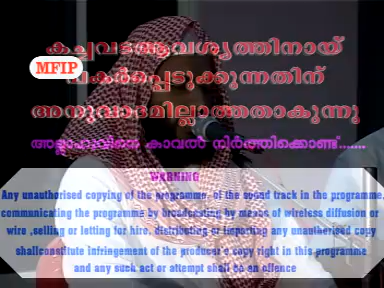 കച്ചവടആവശ്യത്തിനായ്
MFIP
പകർപ്പെടുക്കുന്നതിന്
അനുവാദമില്ലാത്തതാകുന്നു
അല്ലാഹുവിനെ കാവൽ നിർത്തിക്കൊണ്ട്.......
WARNING
Any unauthorised copying of the programme, of the sound track in the programme,
communicating the programme by broadcasting by means of wireless diffusion or
wire ,selling or letting for hire, distributing or importing any unauthorised copy
shallconstitute infringement of the producer's copy right in this programme
and any such act or attempt shall be an offence